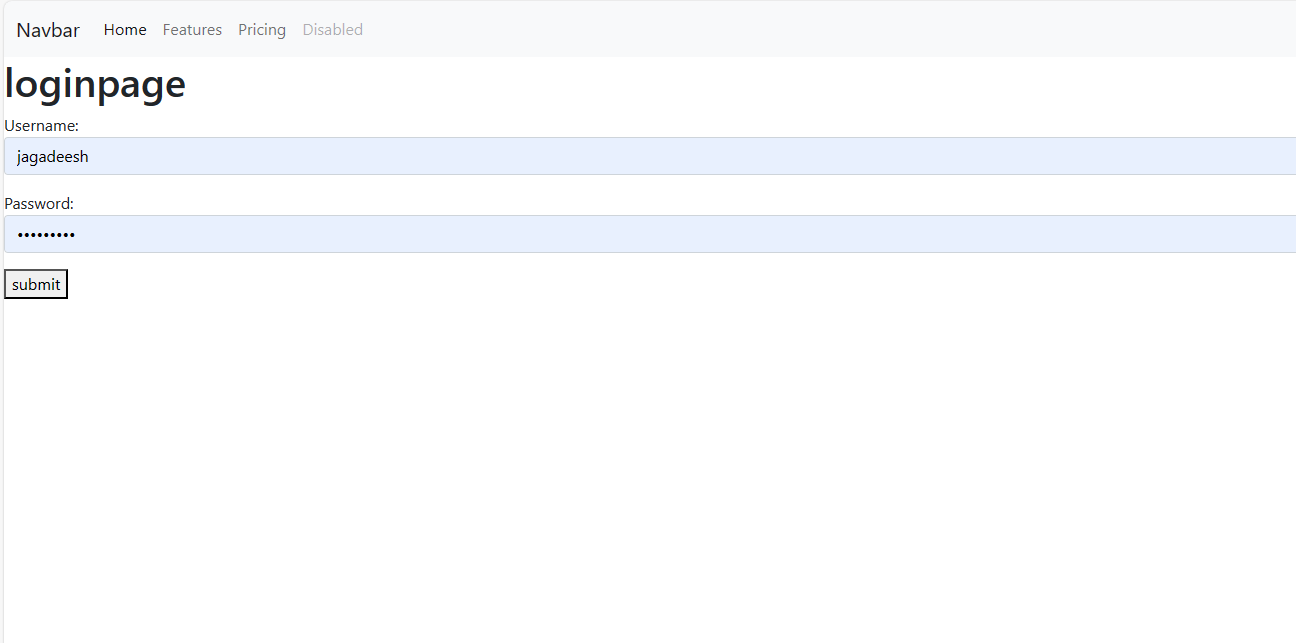 Navbar Home Features Pricing Disabled
loginpage
Username:
jagadeesh
Password:
•••••••••
submit